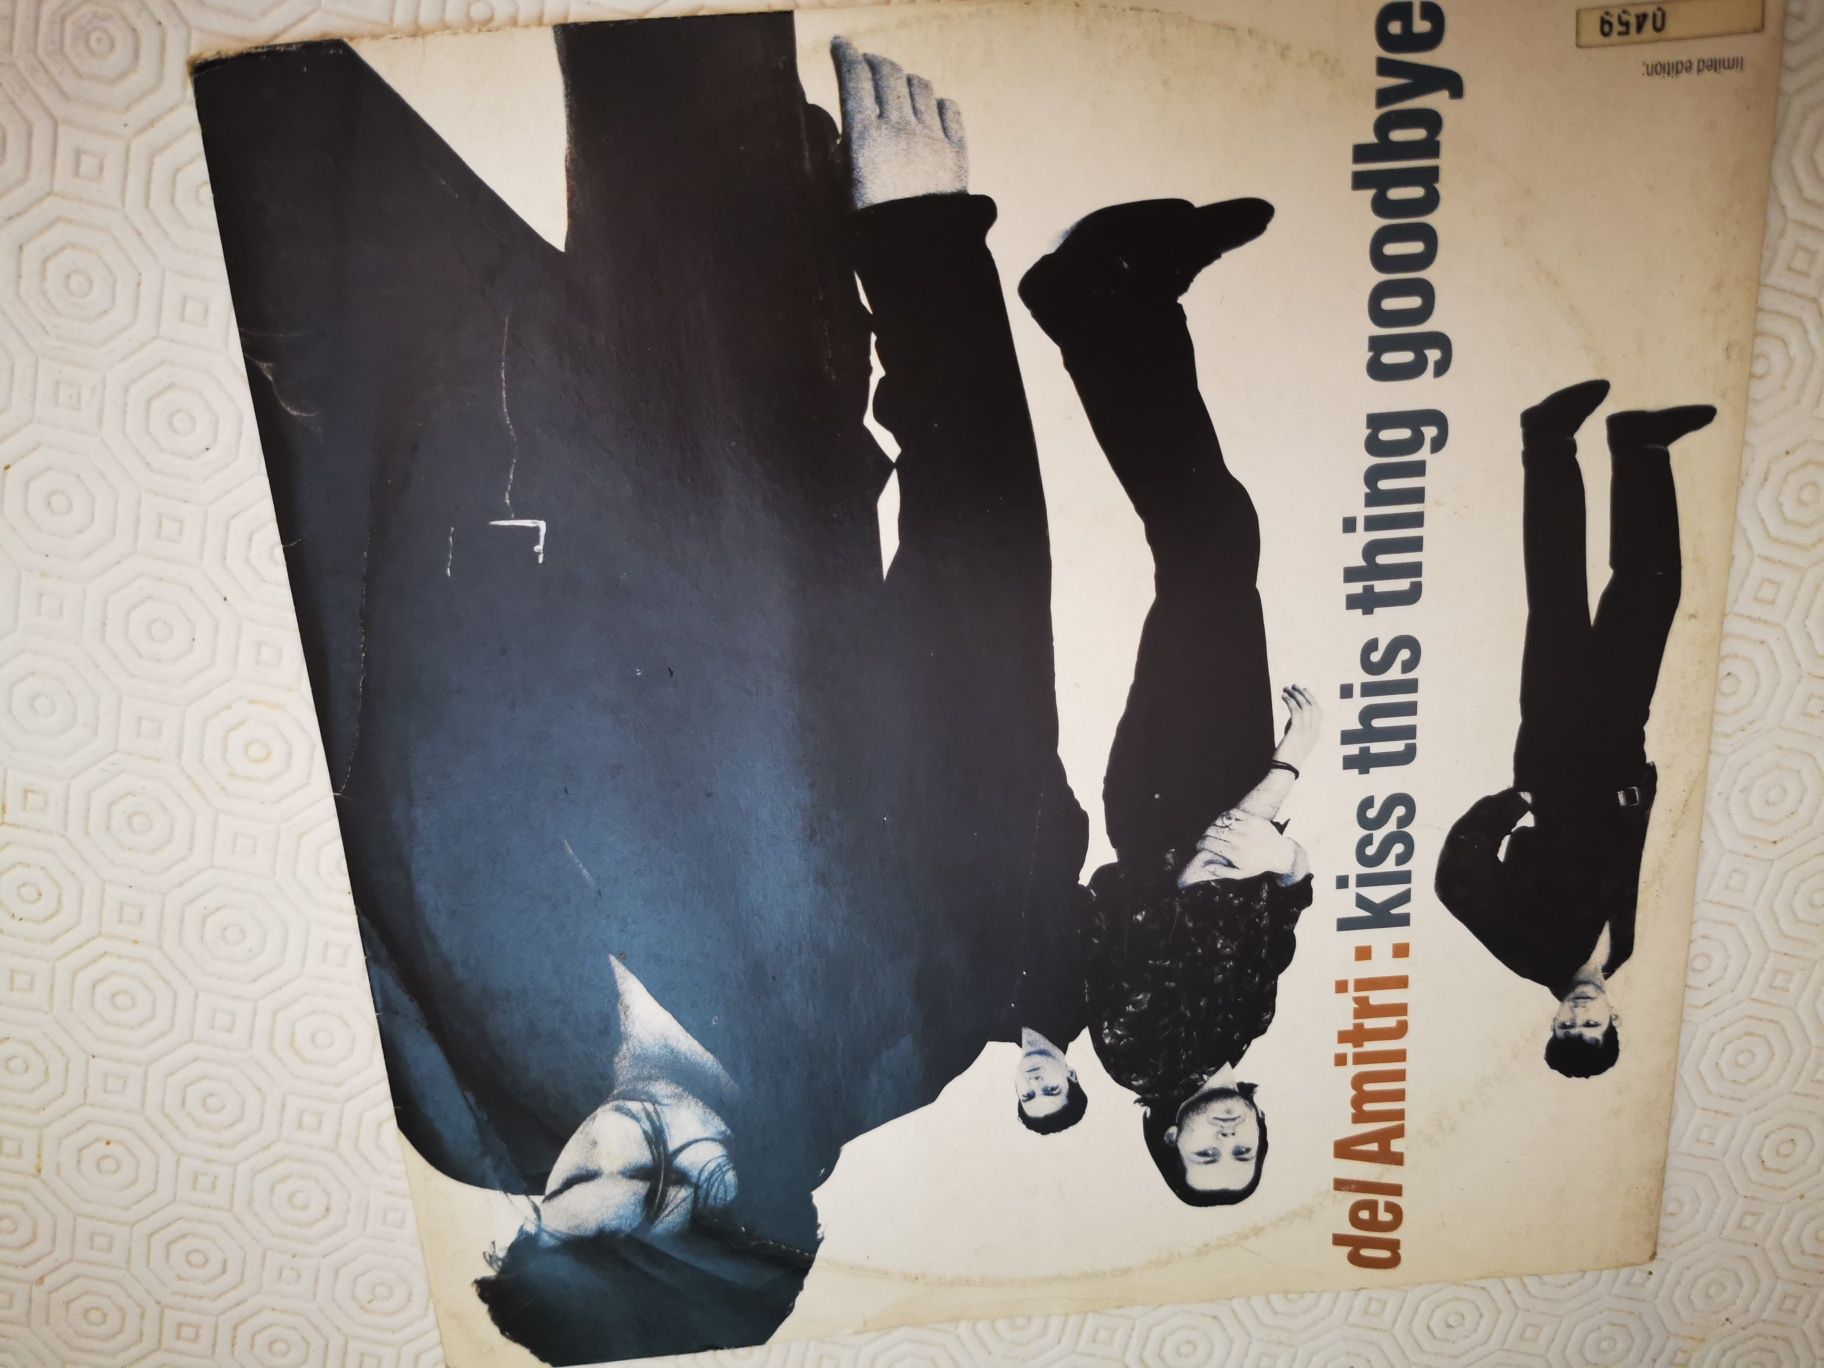 del Amitri : kiss this thing goodbye
limited edition;
0459